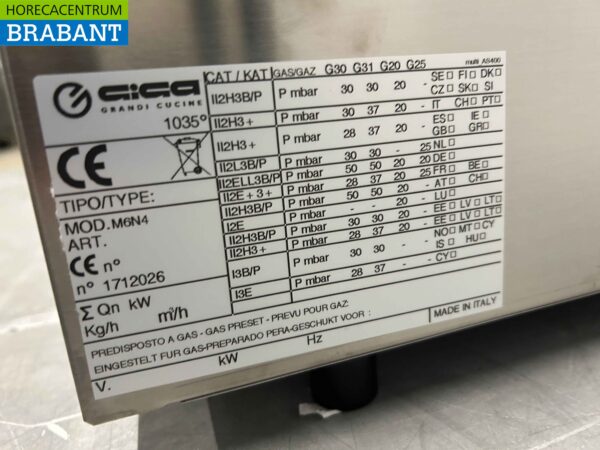 HORECACENTRUM
BRABANT
GIGA
GRANDI CUCINE
1035°
CE
TIPO/TYPE:
MOD. M6N4
ART.
CE n°
n° 1712026
Σ Qn kW
Kg/h m³/h
CAT / KAT GAS/GAZ G30 G31 G20 G25 multi_AS400
II2H3B/P P mbar 30 30 20 - SE FI DK
CZ SK SI
II2H3+ P mbar 30 37 20 - IT CH PT
II2H3+ P mbar 28 37 20 - ES IE
GB GR
II2L3B/P P mbar 30 30 - 25 NL
II2ELL3B/P P mbar 50 50 20 20 DE
II2E + 3+ P mbar 28 37 20 25 FR BE
II2H3B/P P mbar 50 50 20 - AT CH
II2E P mbar - - 20 - LU
II2H3B/P P mbar 30 30 20 - EE LV LT
II2H3+ P mbar 28 37 20 - EE LV LT
I3B/P P mbar 30 30 - - NO MT CY
IS HU
I3E P mbar 28 37 - - CY
PREDISPOSTO A GAS - GAS PRESET - PREVU POUR GAZ:
EINGESTELT FUR GAS-PREPARADO PERA-GESCHUKT VOOR :
MADE IN ITALY
V. kW Hz